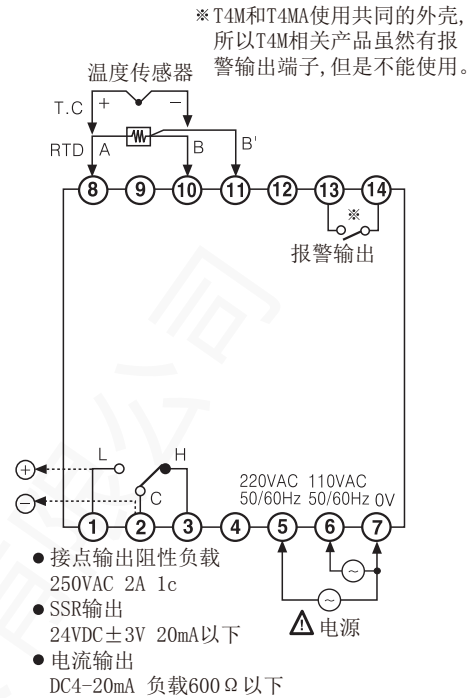 ※T4M和T4MA使用共同的外壳,
所以T4M相关产品虽然有报
警输出端子,但是不能使用。
温度传感器
T.C + −
RTD A B B'
8 9 10 11 12 13 14
※
报警输出
L H
+
− C
220VAC 110VAC
50/60Hz 50/60Hz 0V
1 2 3 4 5 6 7
●接点输出阻性负载
250VAC 2A 1c
~
●SSR输出
~
24VDC±3V 20mA以下
电源
●电流输出
DC4-20mA 负载600Ω以下